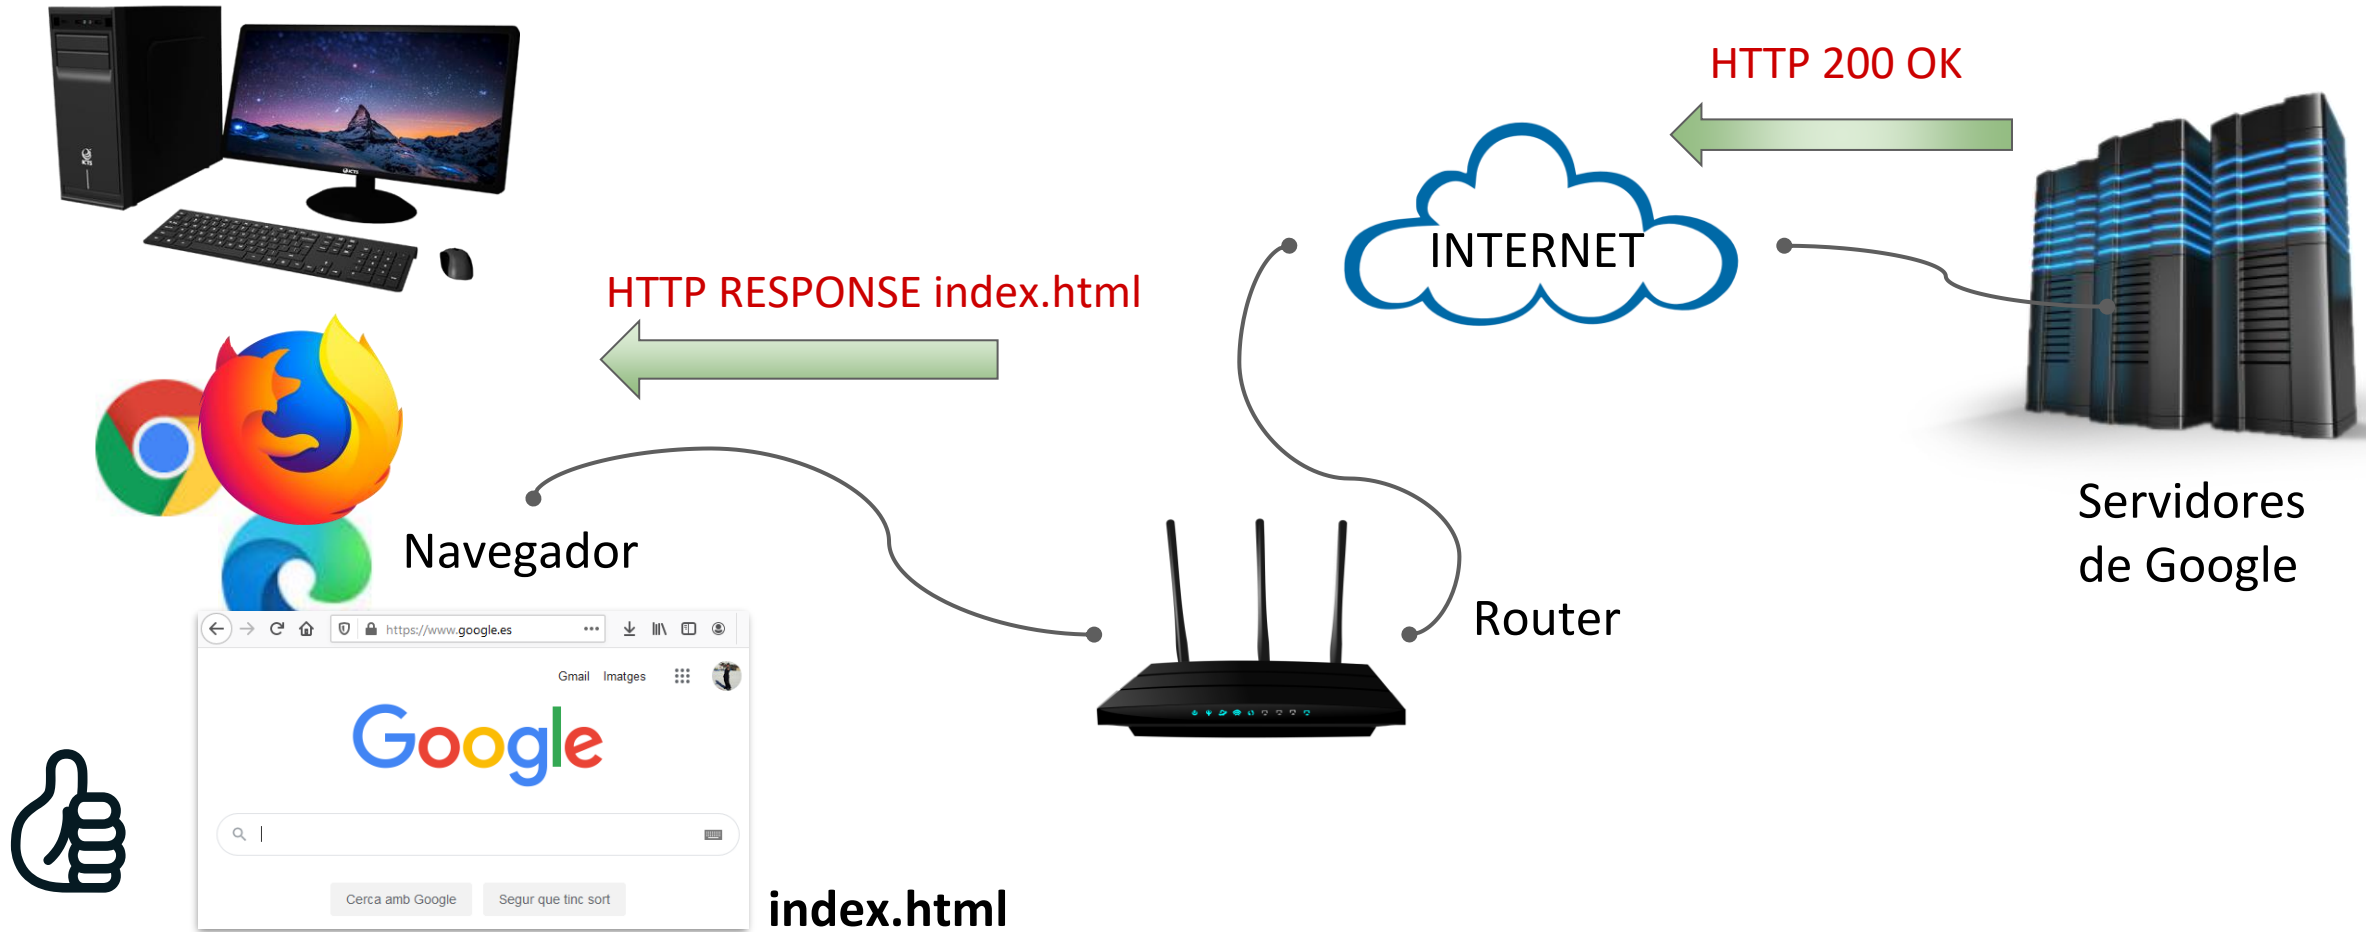 HTTP 200 OK
INTERNET
HTTP RESPONSE index.html
Servidores
de Google
Navegador
Router
https://www.google.es
Gmail Imatges
Google
Cerca amb Google Segur que tinc sort
index.html